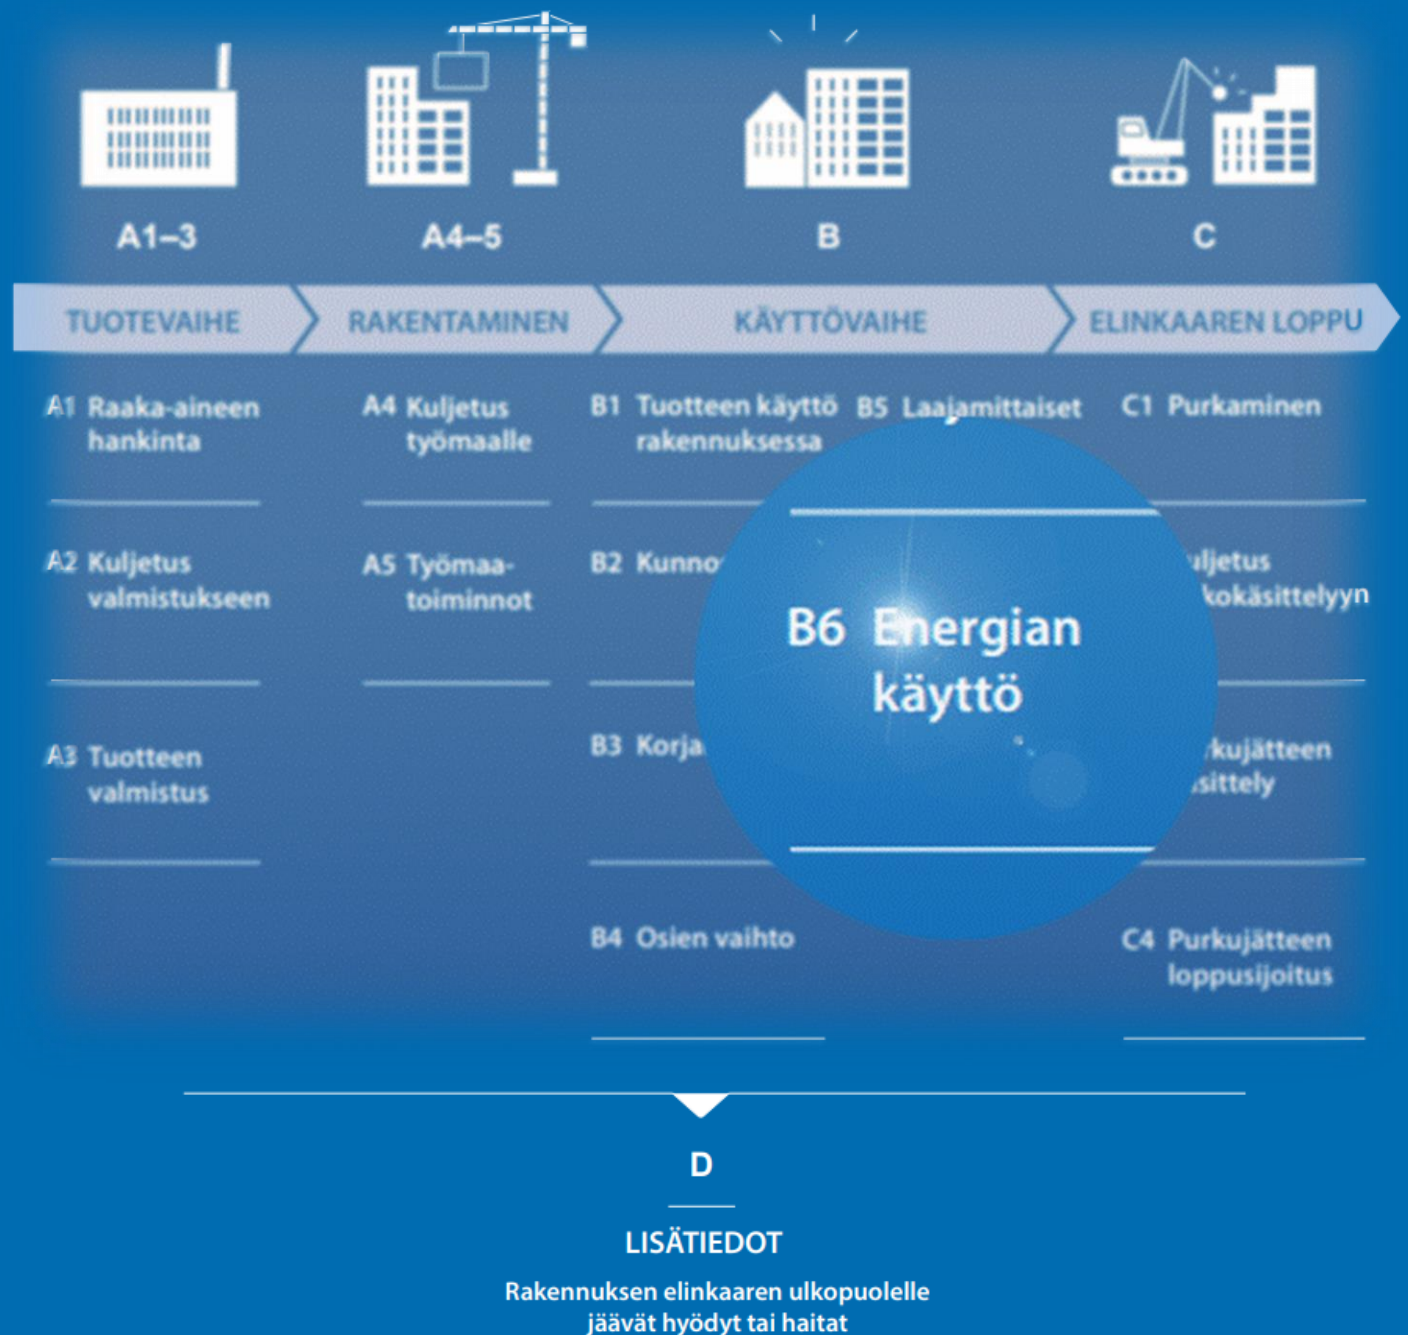 A1–3
A4–5
B
C
TUOTEVAIHE
RAKENTAMINEN
KÄYTTÖVAIHE
ELINKAAREN LOPPU
A1 Raaka-aineen
hankinta
A2 Kuljetus
valmistukseen
A3 Tuotteen
valmistus
A4 Kuljetus
työmaalle
A5 Työmaa-
toiminnot
B1 Tuotteen käyttö
rakennuksessa
B2
B3
B4 Osien vaihto
B5 Laajamittaiset
B6 Energian
käyttö
C1 Purkaminen
C4 Purkujätteen
loppusijoitus
D
LISÄTIEDOT
Rakennuksen elinkaaren ulkopuolelle
jäävät hyödyt tai haitat